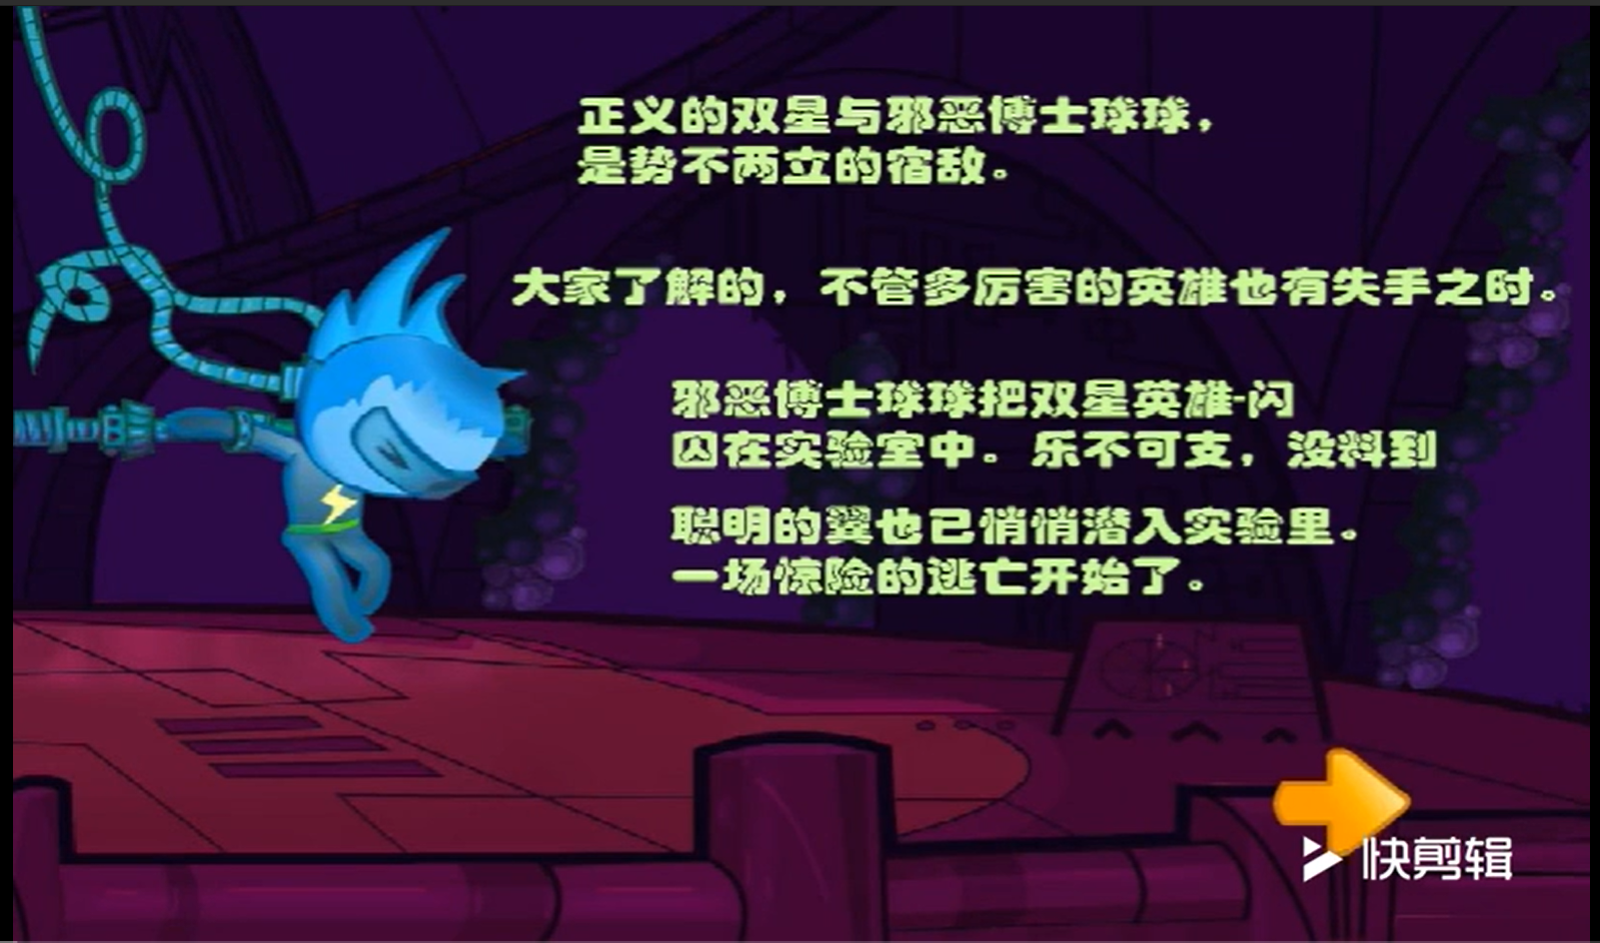 正义的双星与邪恶博士球球，
是势不两立的宿敌。
大家了解的，不管多厉害的英雄也有失手之时。
邪恶博士球球把双星英雄-闪
囚在实验室中。乐不可支，没料到
聪明的翼也已悄悄潜入实验里。
一场惊险的逃亡开始了。
快剪辑